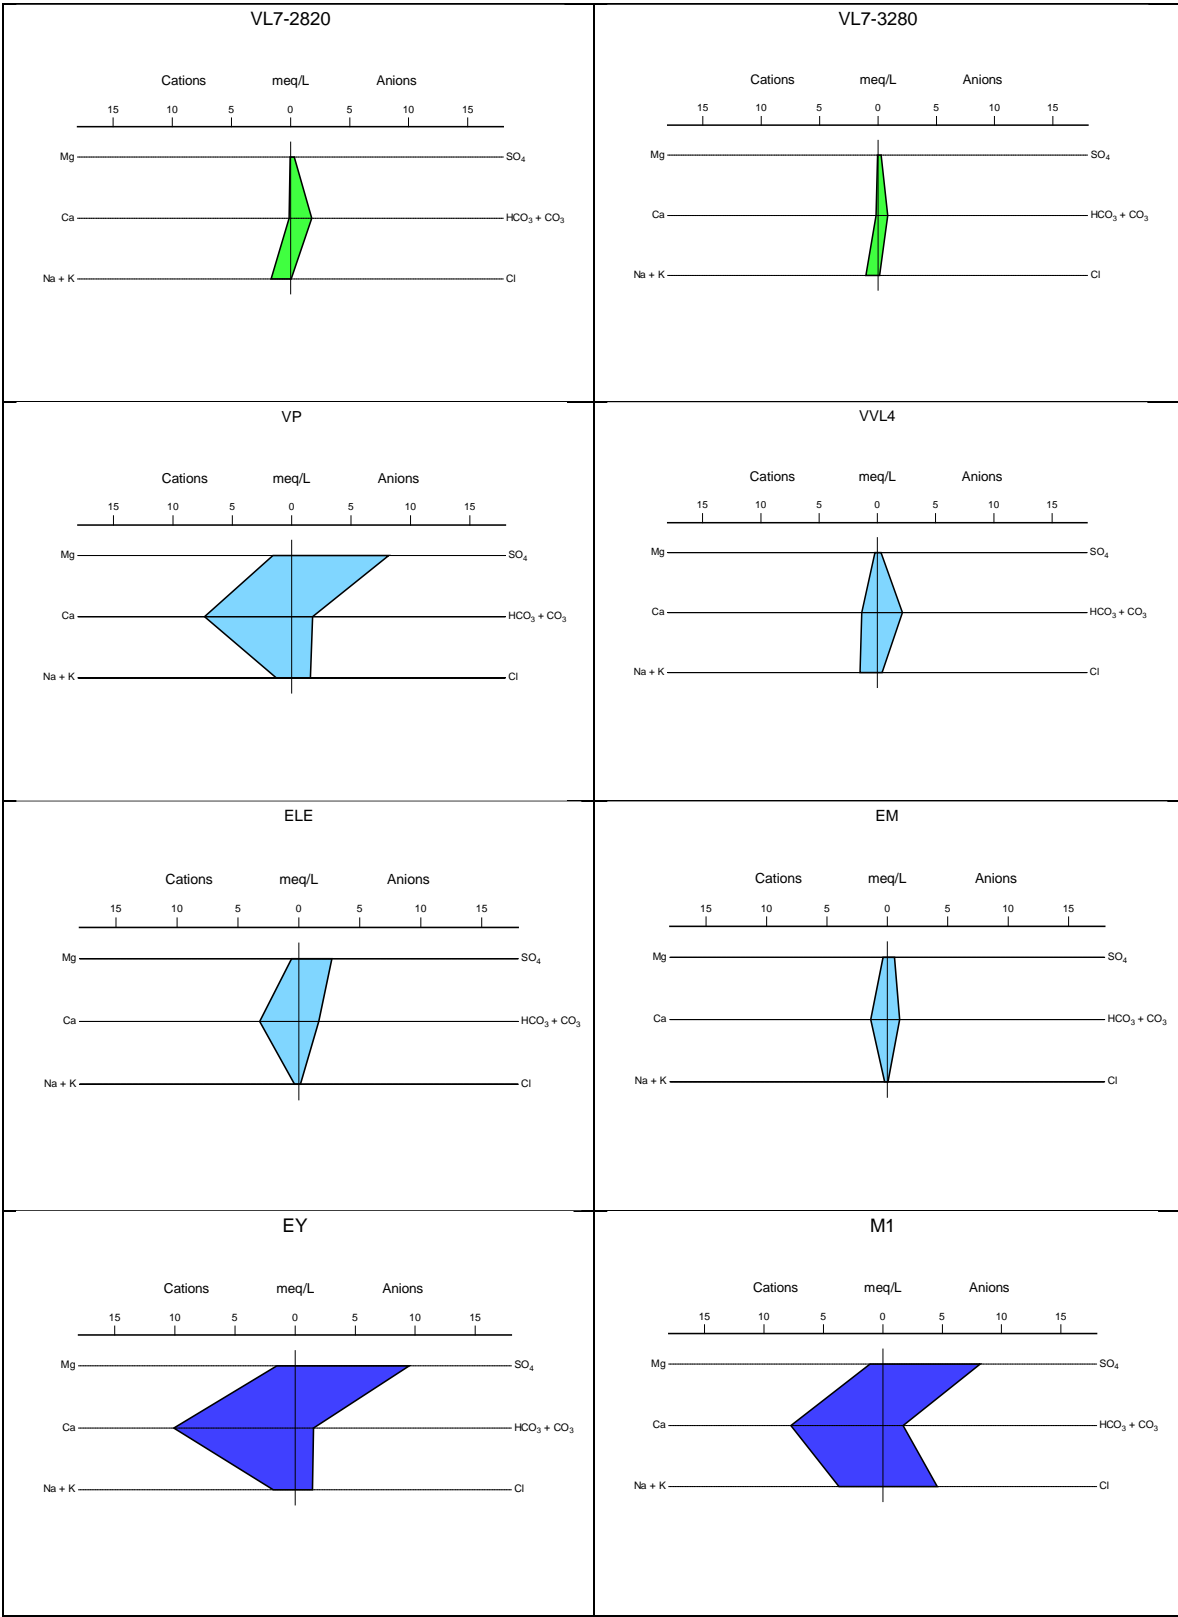 VL7-2820
Cations meq/L Anions
15 10 5 0 5 10 15
Mg SO₄
Ca HCO₃ + CO₃
Na + K Cl
VL7-3280
Cations meq/L Anions
15 10 5 0 5 10 15
Mg SO₄
Ca HCO₃ + CO₃
Na + K Cl
VP
Cations meq/L Anions
15 10 5 0 5 10 15
Mg SO₄
Ca HCO₃ + CO₃
Na + K Cl
VVL4
Cations meq/L Anions
15 10 5 0 5 10 15
Mg SO₄
Ca HCO₃ + CO₃
Na + K Cl
ELE
Cations meq/L Anions
15 10 5 0 5 10 15
Mg SO₄
Ca HCO₃ + CO₃
Na + K Cl
EM
Cations meq/L Anions
15 10 5 0 5 10 15
Mg SO₄
Ca HCO₃ + CO₃
Na + K Cl
EY
Cations meq/L Anions
15 10 5 0 5 10 15
Mg SO₄
Ca HCO₃ + CO₃
Na + K Cl
M1
Cations meq/L Anions
15 10 5 0 5 10 15
Mg SO₄
Ca HCO₃ + CO₃
Na + K Cl